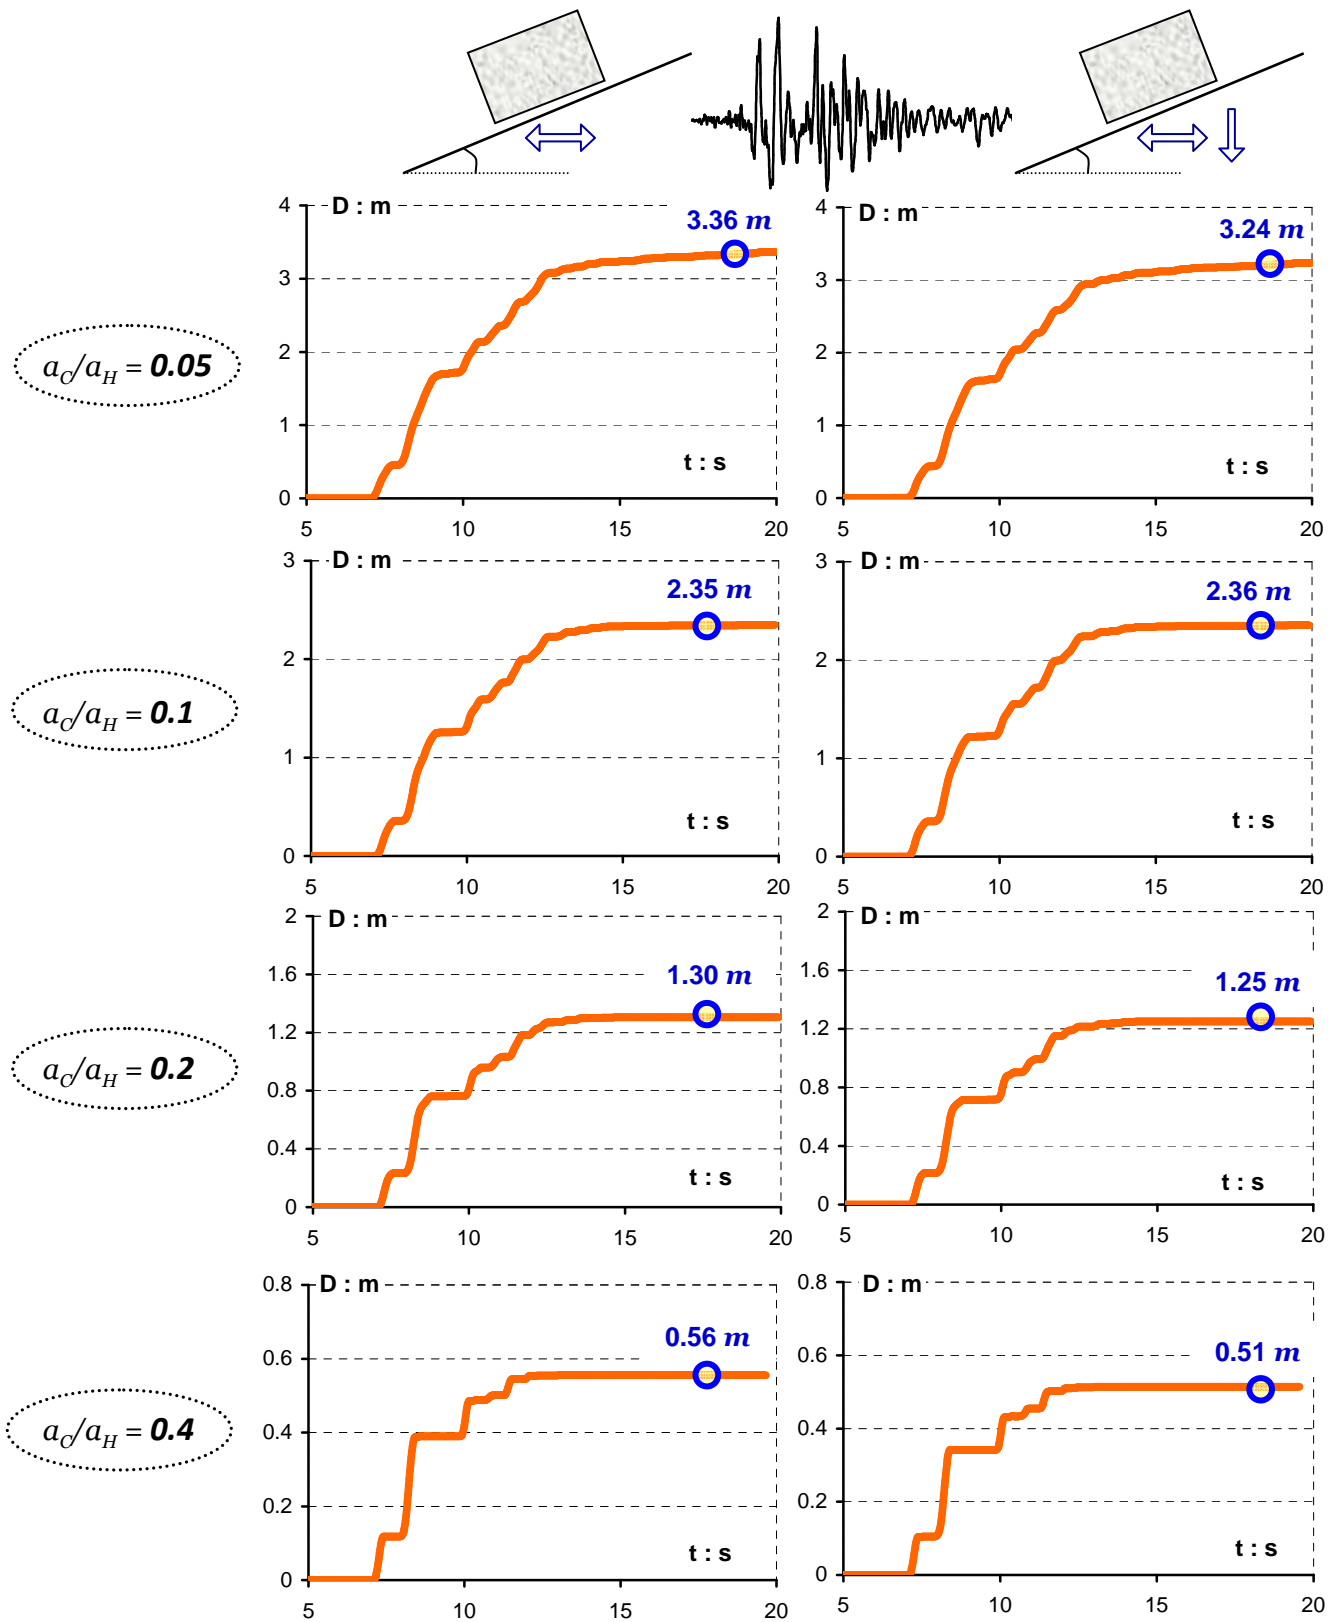 D : m
3.36 m
4
3
2
1
0
t : s
5 10 15 20
D : m
3.24 m
4
3
2
1
0
t : s
5 10 15 20
a_C/a_H = 0.05
D : m
2.35 m
3
2
1
0
t : s
5 10 15 20
D : m
2.36 m
3
2
1
0
t : s
5 10 15 20
a_C/a_H = 0.1
D : m
1.30 m
2
1.6
1.2
0.8
0.4
0
t : s
5 10 15 20
D : m
1.25 m
2
1.6
1.2
0.8
0.4
0
t : s
5 10 15 20
a_C/a_H = 0.2
D : m
0.56 m
0.8
0.6
0.4
0.2
0
t : s
5 10 15 20
D : m
0.51 m
0.8
0.6
0.4
0.2
0
t : s
5 10 15 20
a_C/a_H = 0.4